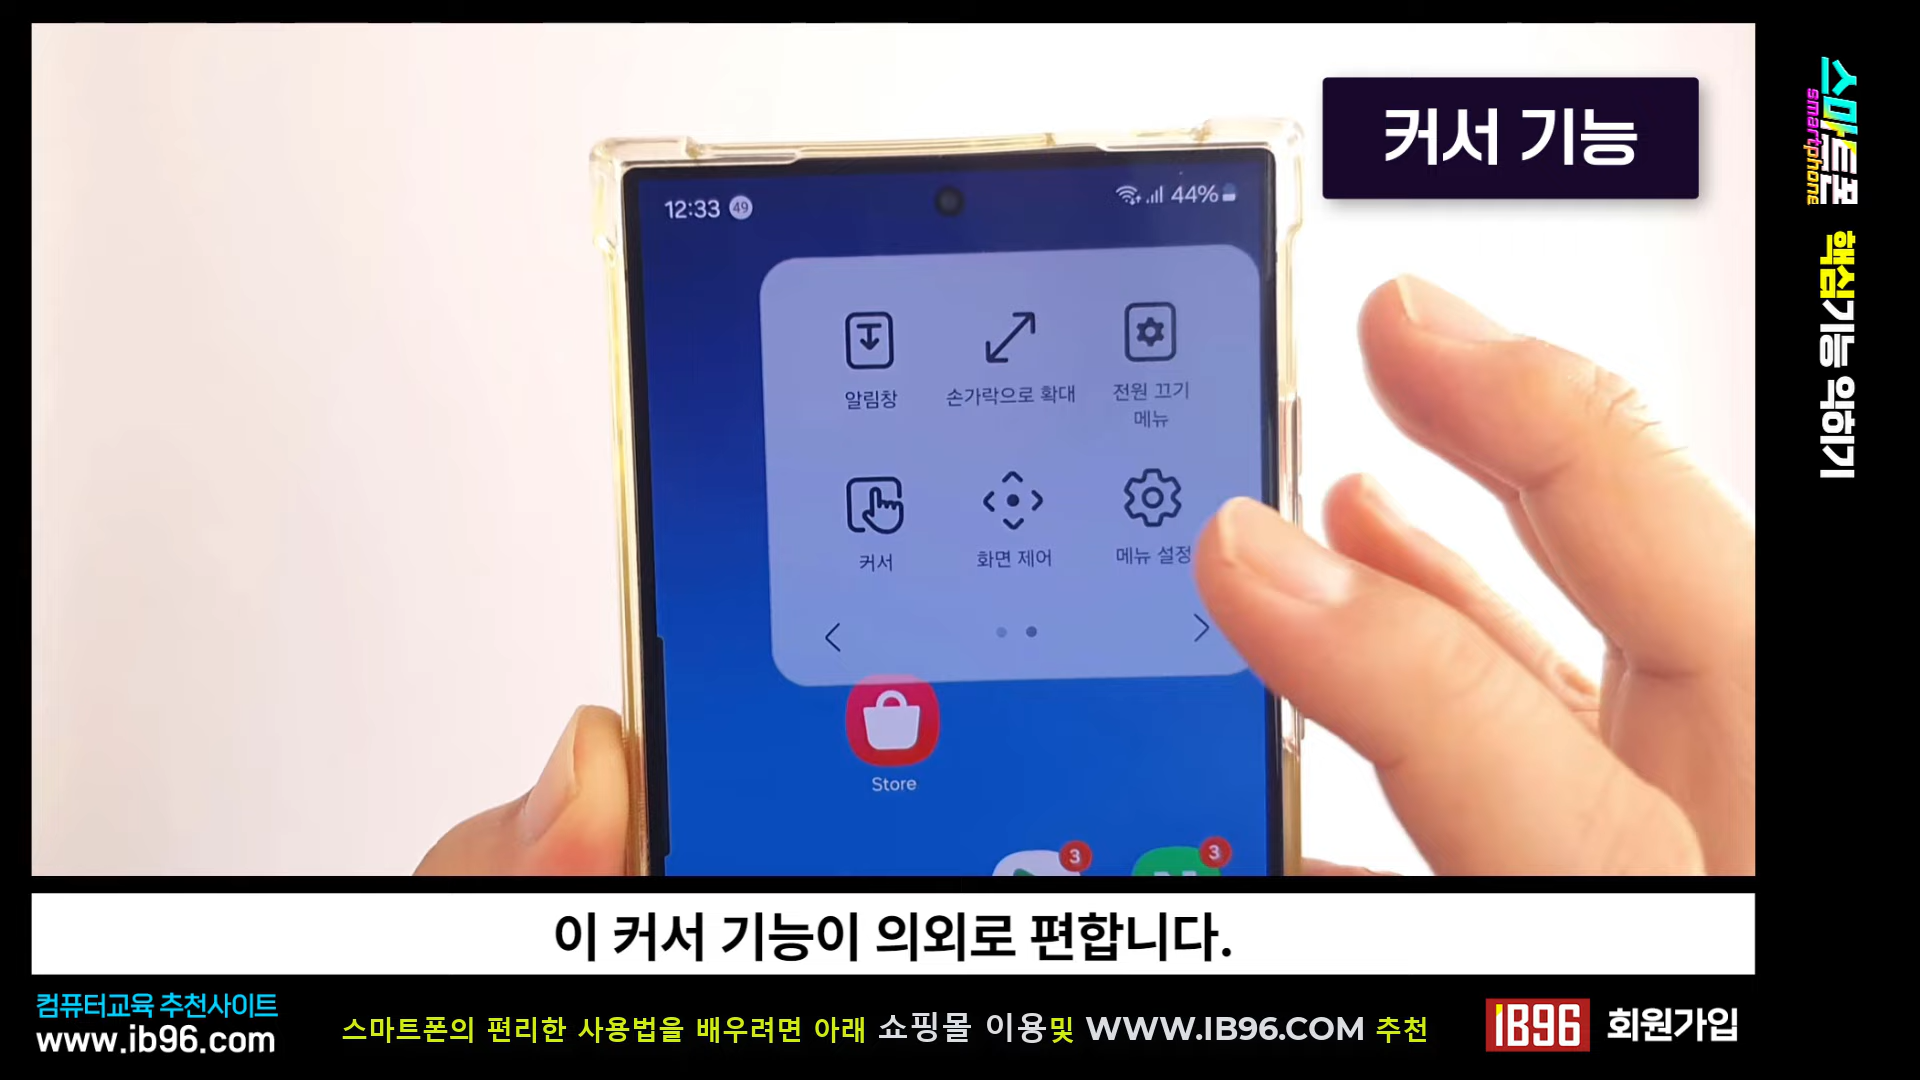 커서 기능
스마트폰
smartphone
핵심기능 익히기
12:33 49
44%
알림창
손가락으로 확대
전원 끄기
메뉴
커서
화면 제어
메뉴 설정
Store
3
3
이 커서 기능이 의외로 편합니다.
컴퓨터교육 추천사이트
www.ib96.com
스마트폰의 편리한 사용법을 배우려면 아래 쇼핑몰 이용및 WWW.IB96.COM 추천
IB96 회원가입